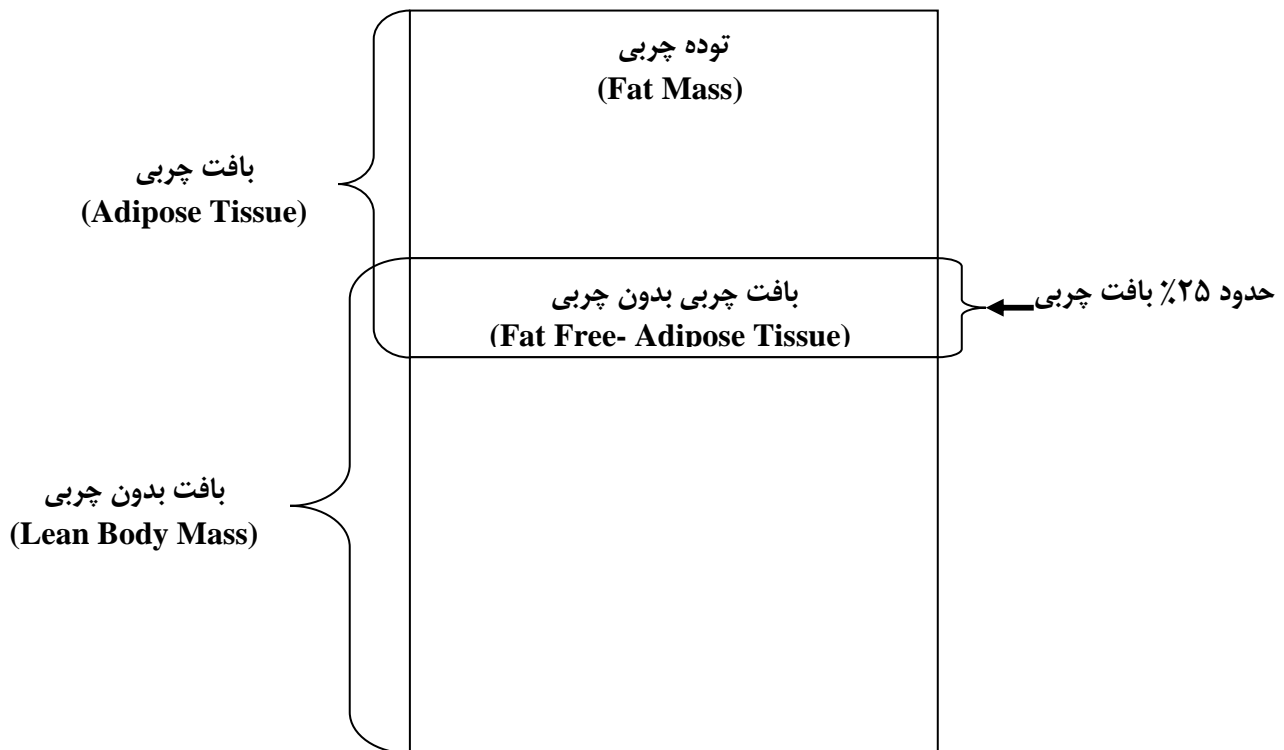 توده چربی
(Fat Mass)
بافت چربی
(Adipose Tissue)
بافت چربی بدون چربی
(Fat Free- Adipose Tissue)
حدود ۲۵٪ بافت چربی
بافت بدون چربی
(Lean Body Mass)